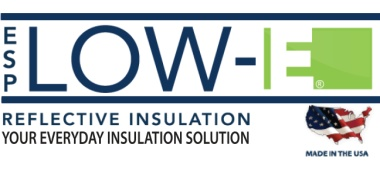 ESP
LOW-E®
REFLECTIVE INSULATION
YOUR EVERYDAY INSULATION SOLUTION
MADE IN THE USA